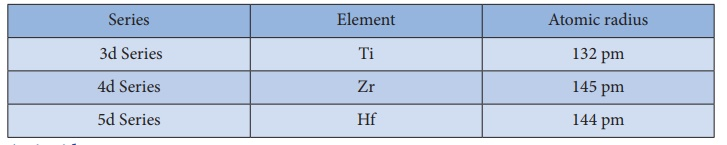 Series Element Atomic radius
3d Series Ti 132 pm
4d Series Zr 145 pm
5d Series Hf 144 pm